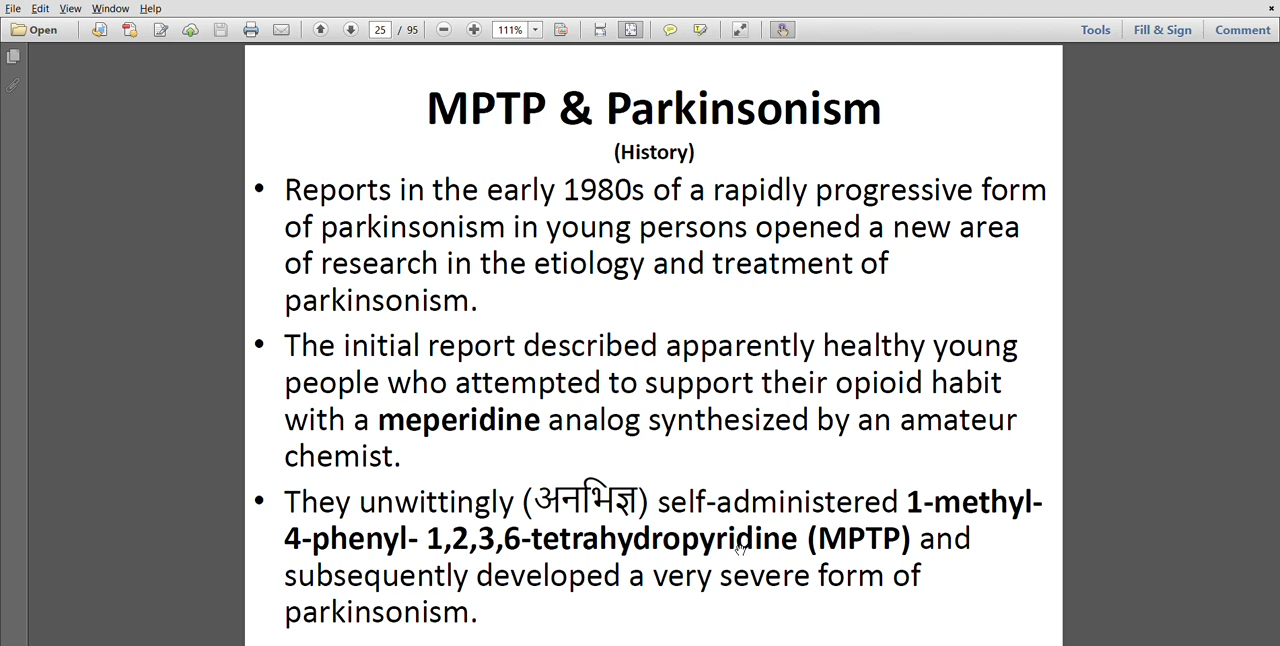 File Edit View Window Help
Open 25 / 95 111% Tools Fill & Sign Comment
MPTP & Parkinsonism
(History)
• Reports in the early 1980s of a rapidly progressive form
of parkinsonism in young persons opened a new area
of research in the etiology and treatment of
parkinsonism.
• The initial report described apparently healthy young
people who attempted to support their opioid habit
with a meperidine analog synthesized by an amateur
chemist.
• They unwittingly (अनभिज्ञ) self-administered 1-methyl-
4-phenyl- 1,2,3,6-tetrahydropyridine (MPTP) and
subsequently developed a very severe form of
parkinsonism.